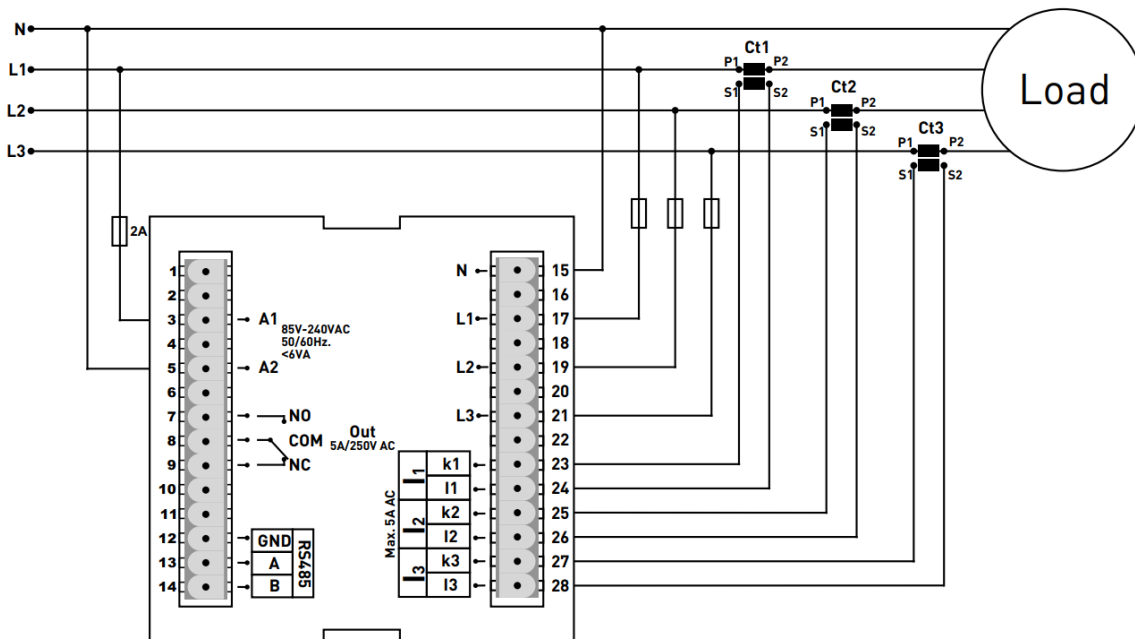 N
L1
L2
L3
Ct1
P1 P2
S1 S2
Ct2
P1 P2
S1 S2
Ct3
P1 P2
S1 S2
Load
2A
1
2
3 A1
85V-240VAC
50/60Hz.
<6VA
4
5 A2
6
7 NO
8 COM
9 NC
Out
5A/250V AC
10
11
12 GND
13 A
14 B
RS485
N 15
16
L1 17
18
L2 19
20
L3 21
22
Max. 5A AC
I1
k1 23
l1 24
I2
k2 25
l2 26
I3
k3 27
l3 28